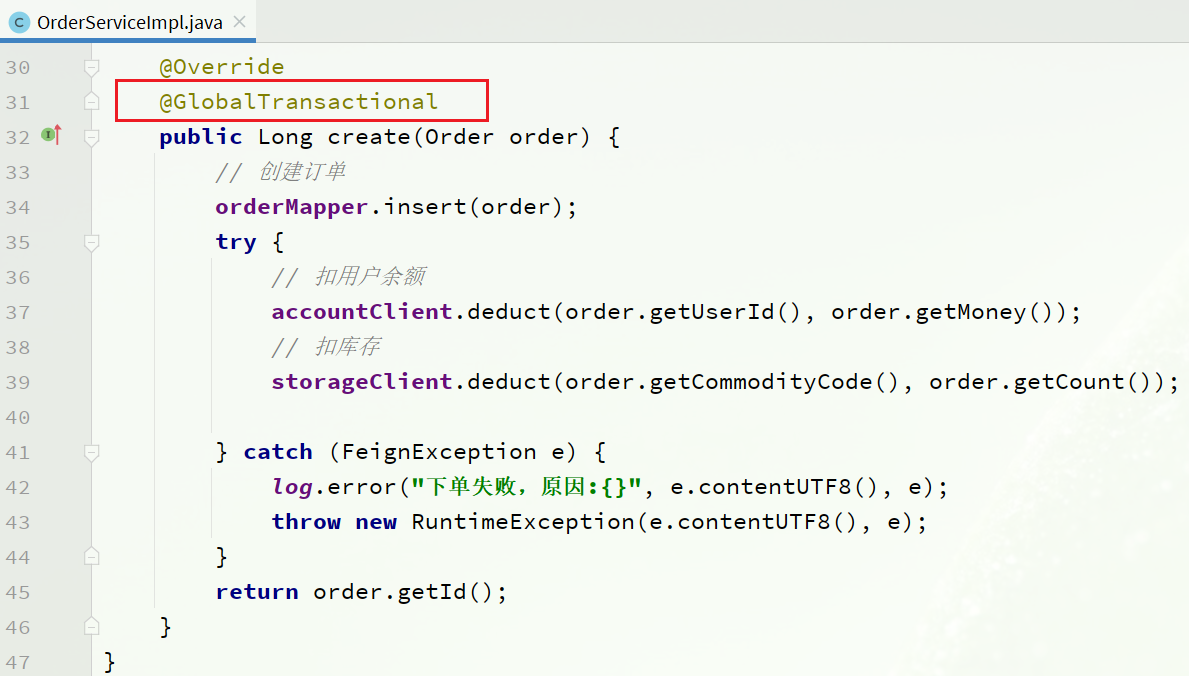 C OrderServiceImpl.java ×
30 @Override
31 @GlobalTransactional
32 I public Long create(Order order) {
33 // 创建订单
34 orderMapper.insert(order);
35 try {
36 // 扣用户余额
37 accountClient.deduct(order.getUserId(), order.getMoney());
38 // 扣库存
39 storageClient.deduct(order.getCommodityCode(), order.getCount());
40
41 } catch (FeignException e) {
42 log.error("下单失败，原因:{}", e.contentUTF8(), e);
43 throw new RuntimeException(e.contentUTF8(), e);
44 }
45 return order.getId();
46 }
47 }